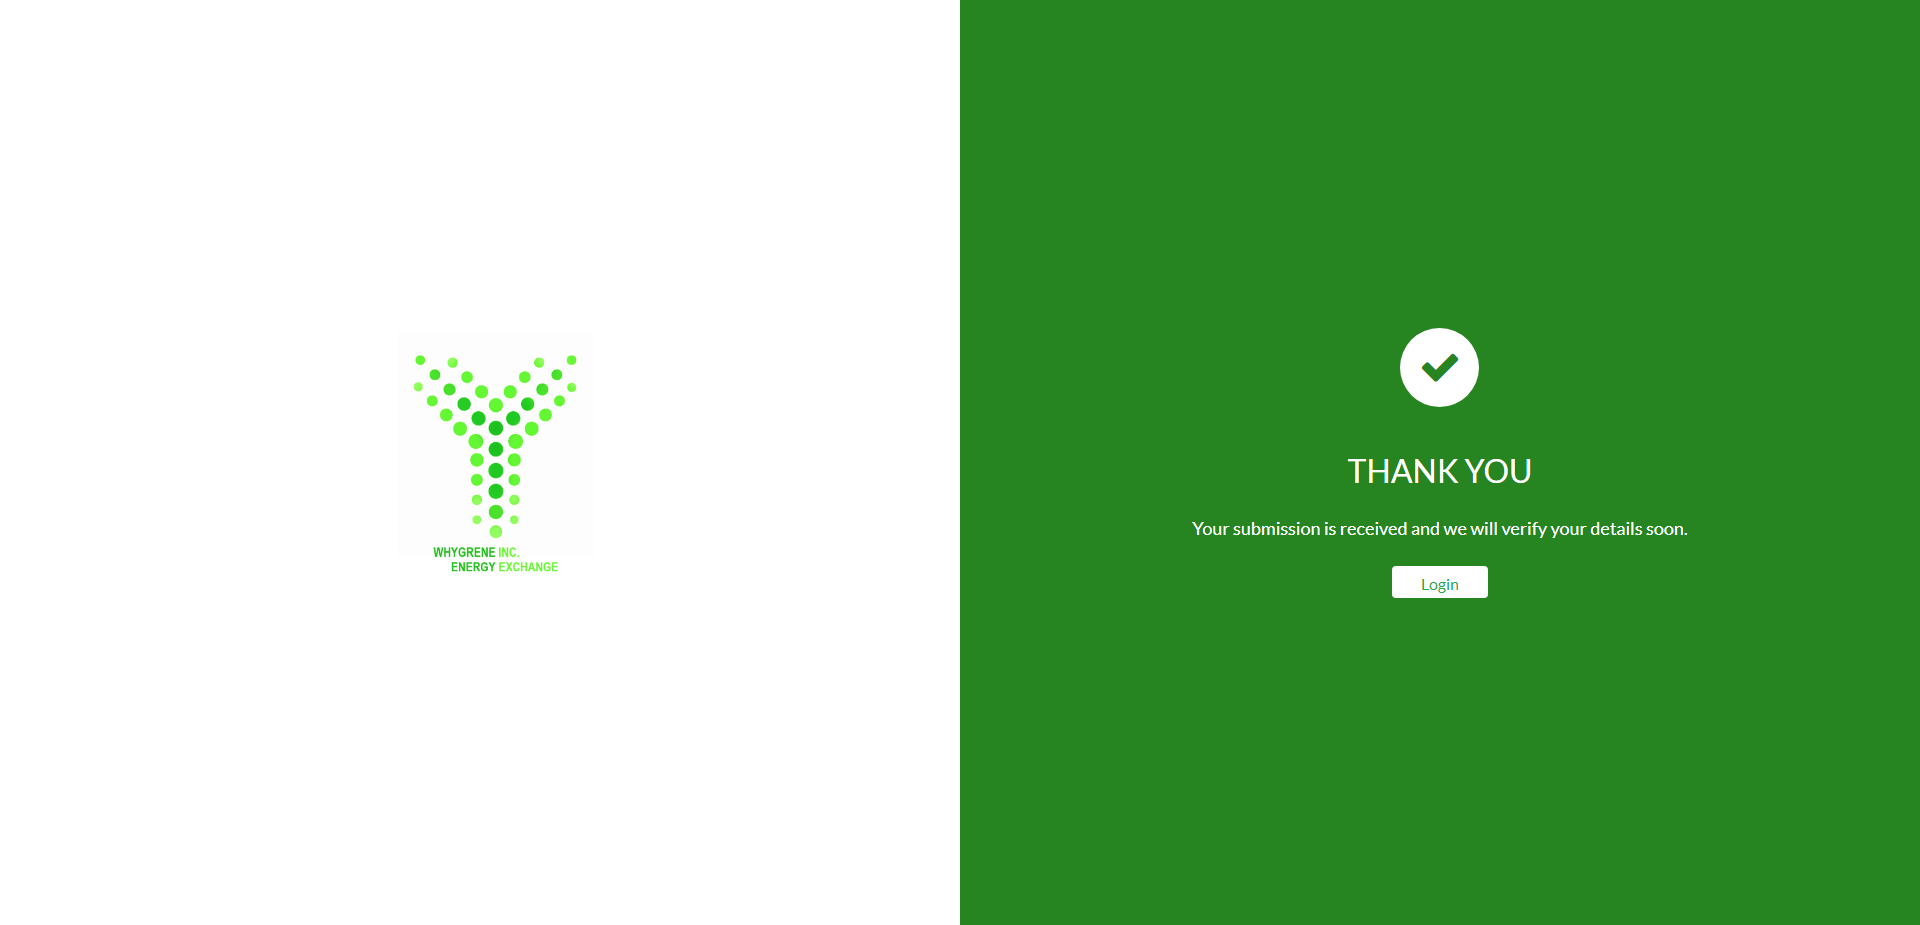 WHYGRENE INC.
ENERGY EXCHANGE
THANK YOU
Your submission is received and we will verify your details soon.
Login